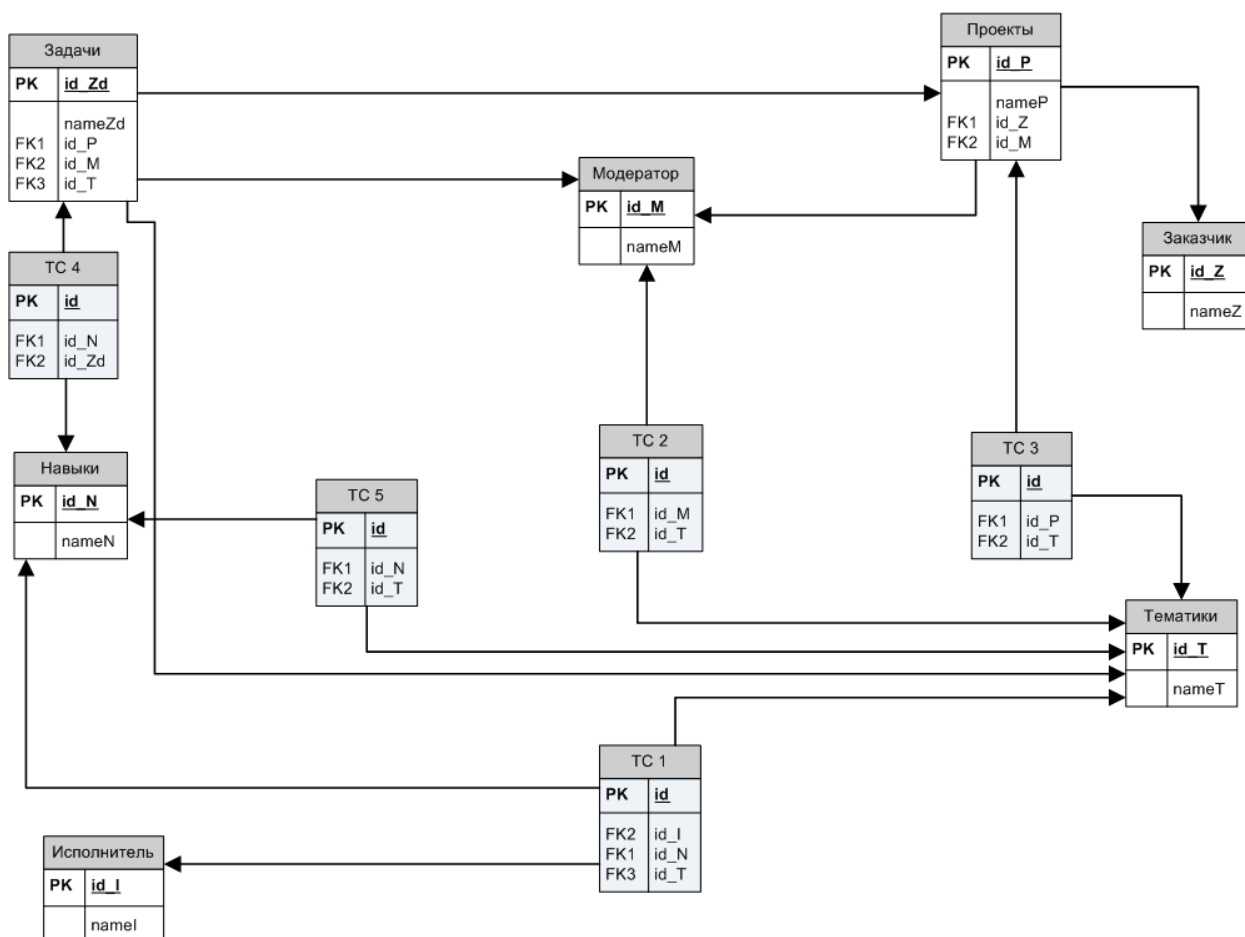 Задачи
PK id_Zd
nameZd
FK1 id_P
FK2 id_M
FK3 id_T
Проекты
PK id_P
nameP
FK1 id_Z
FK2 id_M
Модератор
PK id_M
nameM
Заказчик
PK id_Z
nameZ
ТС 4
PK id
FK1 id_N
FK2 id_Zd
Навыки
PK id_N
nameN
ТС 5
PK id
FK1 id_N
FK2 id_T
ТС 2
PK id
FK1 id_M
FK2 id_T
ТС 3
PK id
FK1 id_P
FK2 id_T
Тематики
PK id_T
nameT
ТС 1
PK id
FK2 id_I
FK1 id_N
FK3 id_T
Исполнитель
PK id_I
nameI